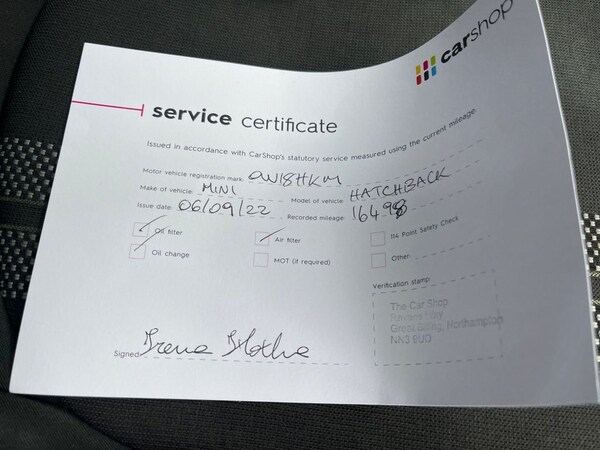 carshop
service certificate
Issued in accordance with CarShop's statutory service measured using the current mileage.
Motor vehicle registration mark: OW18HKM
Make of vehicle: MINI Model of vehicle: HATCHBACK
Issue date: 06/09/22 Recorded mileage: 16498
Oil filter Air filter 114 Point Safety Check
Oil change MOT (if required) Other
Verification stamp:
The Car Shop
Way
Great Billing, Northampton
NN3 9UD
Signed